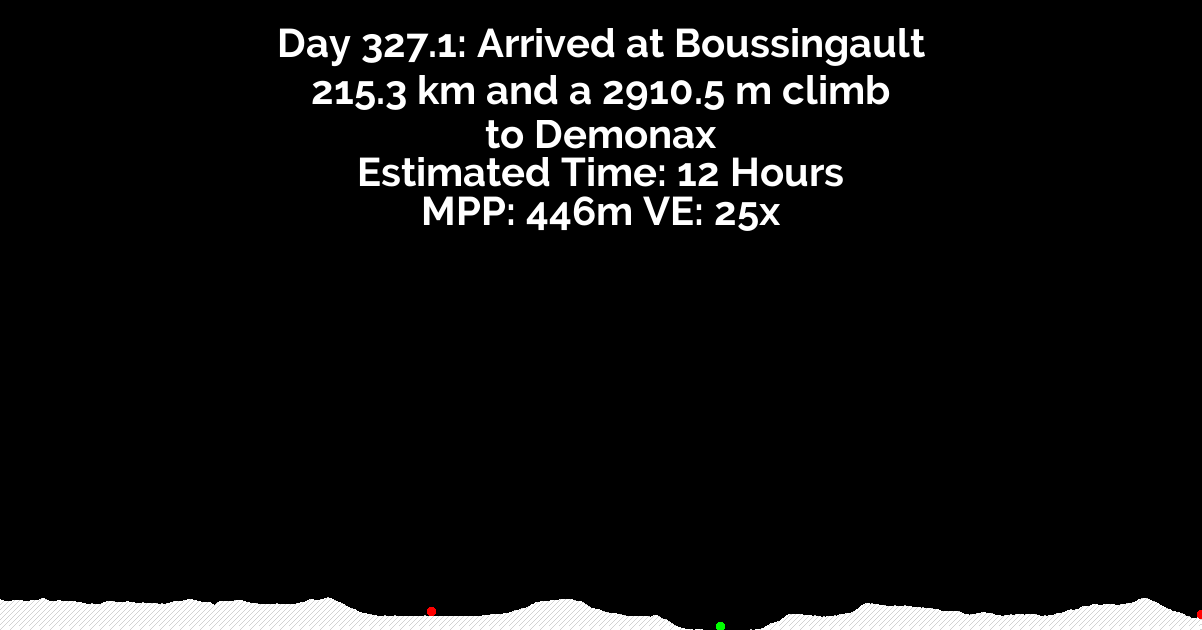 Day 327.1: Arrived at Boussingault
215.3 km and a 2910.5 m climb
to Demonax
Estimated Time: 12 Hours
MPP: 446m VE: 25x